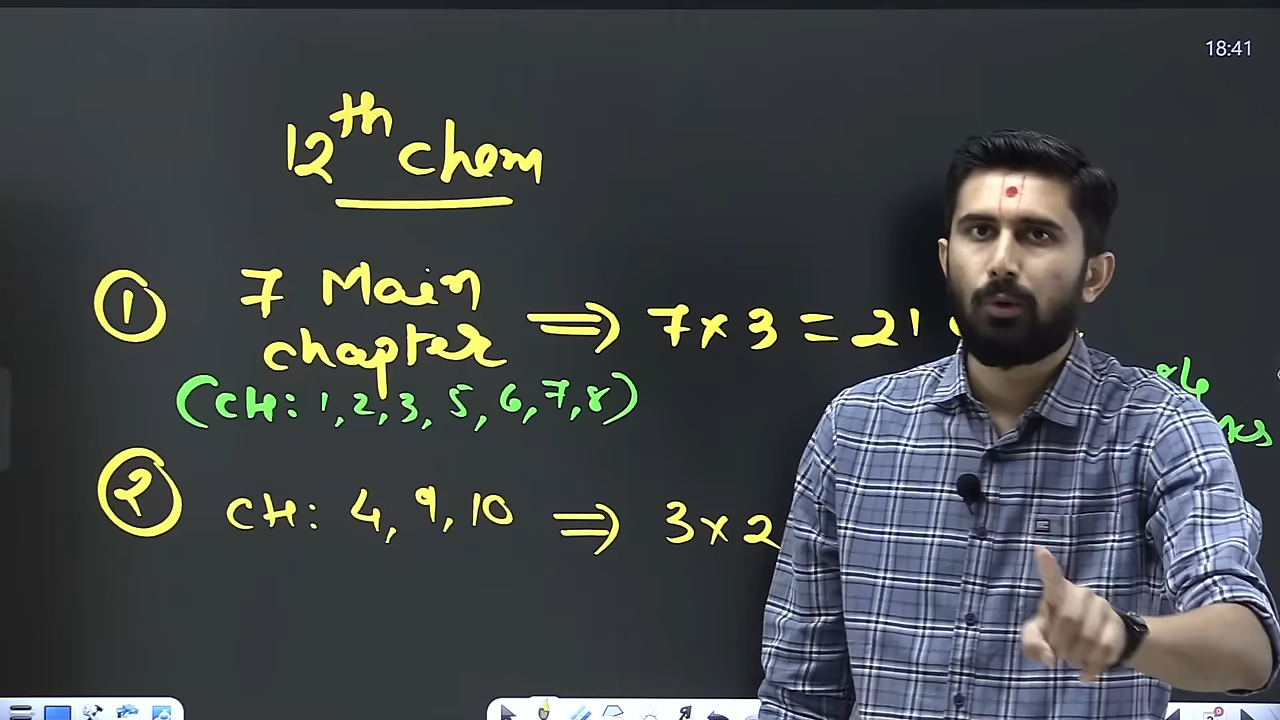 18:41
12th chem
1 7 Main
chapter ⇒ 7×3 = 21
(CH: 1, 2, 3, 5, 6, 7, 8)
2 CH: 4, 9, 10 ⇒ 3×2